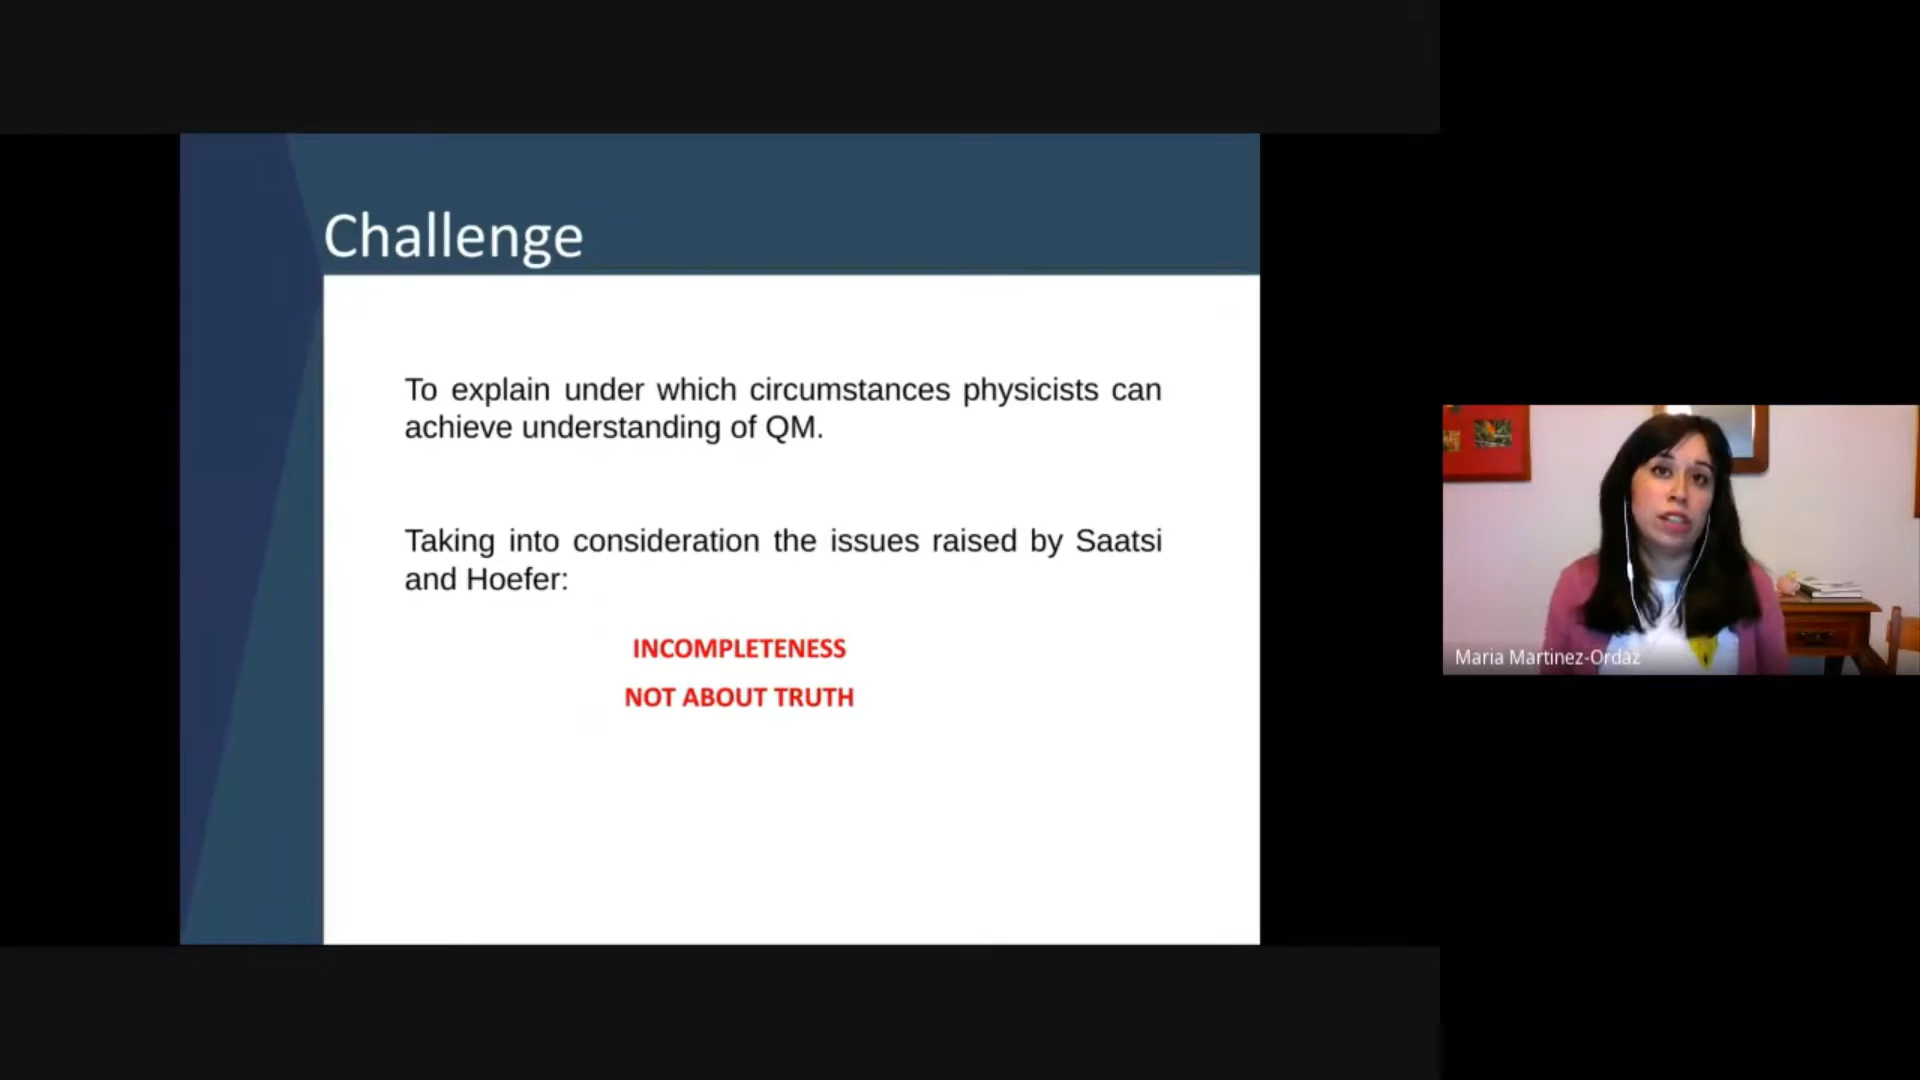 Challenge
To explain under which circumstances physicists can
achieve understanding of QM.
Taking into consideration the issues raised by Saatsi
and Hoefer:
INCOMPLETENESS
NOT ABOUT TRUTH
Maria Martinez-Ordaz